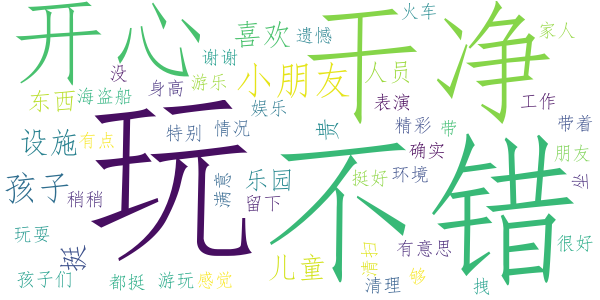 开心
干净
玩
不错
喜欢
遗憾
火车
家人
谢谢
没
身高
游乐
小朋友
人员
东西
海盗船
娱乐
表演
工作
设施
有点
特别
情况
贵
精彩
带
带着
确实
朋友
孩子
稍稍
满意
乐园
留下
挺好
环境
市
玩耍
挺
儿童
清扫
有意思
很好
孩子们
都挺
游玩
感觉
清理
够
拽